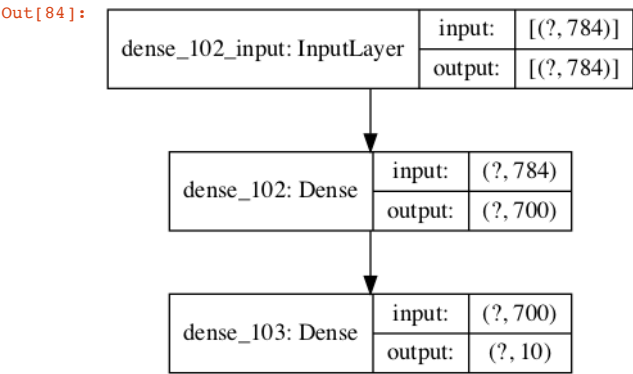 Out[84]:
dense_102_input: InputLayer
input: [(?, 784)]
output: [(?, 784)]
dense_102: Dense
input: (?, 784)
output: (?, 700)
dense_103: Dense
input: (?, 700)
output: (?, 10)